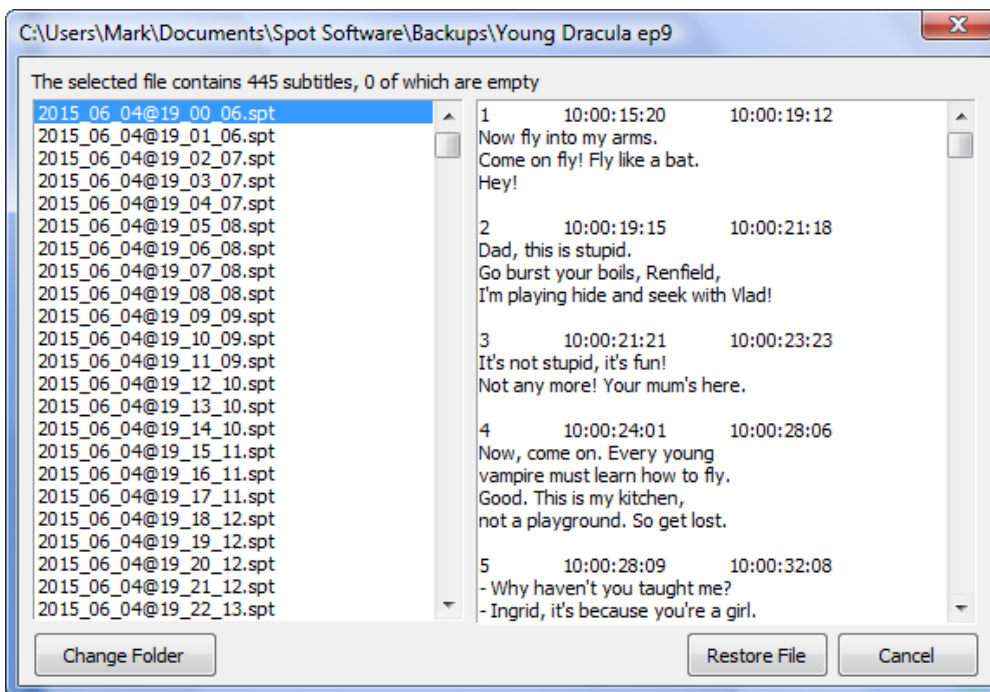 C:\Users\Mark\Documents\Spot Software\Backups\Young Dracula ep9
The selected file contains 445 subtitles, 0 of which are empty
2015_06_04@19_00_06.spt
2015_06_04@19_01_06.spt
2015_06_04@19_02_07.spt
2015_06_04@19_03_07.spt
2015_06_04@19_04_07.spt
2015_06_04@19_05_08.spt
2015_06_04@19_06_08.spt
2015_06_04@19_07_08.spt
2015_06_04@19_08_08.spt
2015_06_04@19_09_09.spt
2015_06_04@19_10_09.spt
2015_06_04@19_11_09.spt
2015_06_04@19_12_10.spt
2015_06_04@19_13_10.spt
2015_06_04@19_14_10.spt
2015_06_04@19_15_11.spt
2015_06_04@19_16_11.spt
2015_06_04@19_17_11.spt
2015_06_04@19_18_12.spt
2015_06_04@19_19_12.spt
2015_06_04@19_20_12.spt
2015_06_04@19_21_12.spt
2015_06_04@19_22_13.spt
1 10:00:15:20 10:00:19:12
Now fly into my arms.
Come on fly! Fly like a bat.
Hey!
2 10:00:19:15 10:00:21:18
Dad, this is stupid.
Go burst your boils, Renfield,
I'm playing hide and seek with Vlad!
3 10:00:21:21 10:00:23:23
It's not stupid, it's fun!
Not any more! Your mum's here.
4 10:00:24:01 10:00:28:06
Now, come on. Every young
vampire must learn how to fly.
Good. This is my kitchen,
not a playground. So get lost.
5 10:00:28:09 10:00:32:08
- Why haven't you taught me?
- Ingrid, it's because you're a girl.
Change Folder
Restore File
Cancel